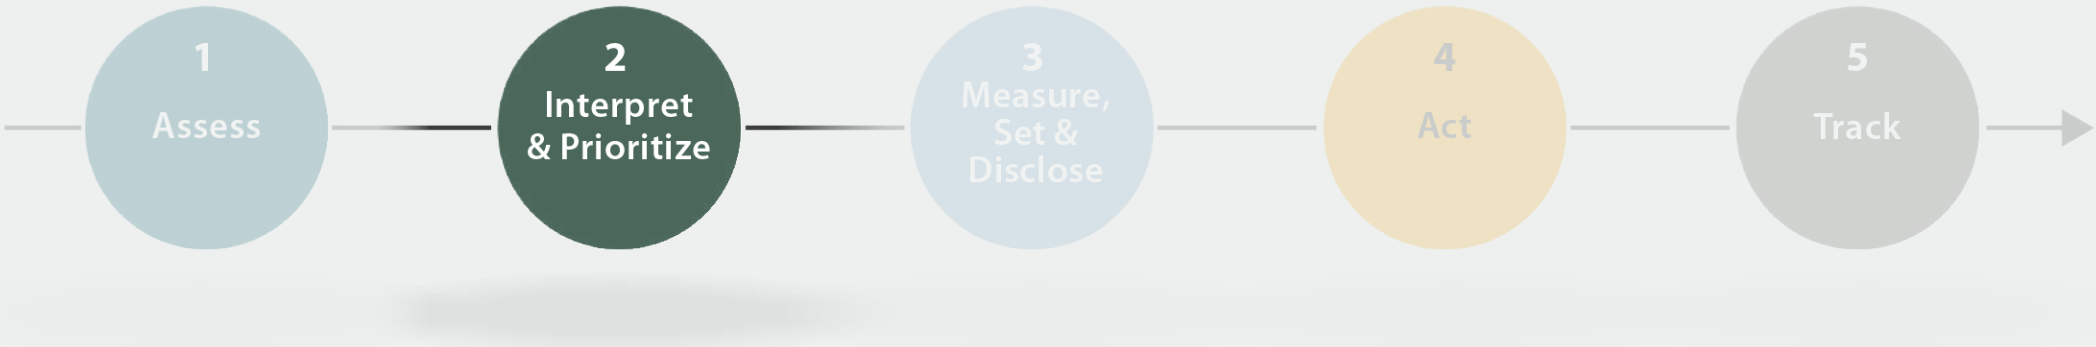 1
Assess
2
Interpret
& Prioritize
3
Measure,
Set &
Disclose
4
Act
5
Track